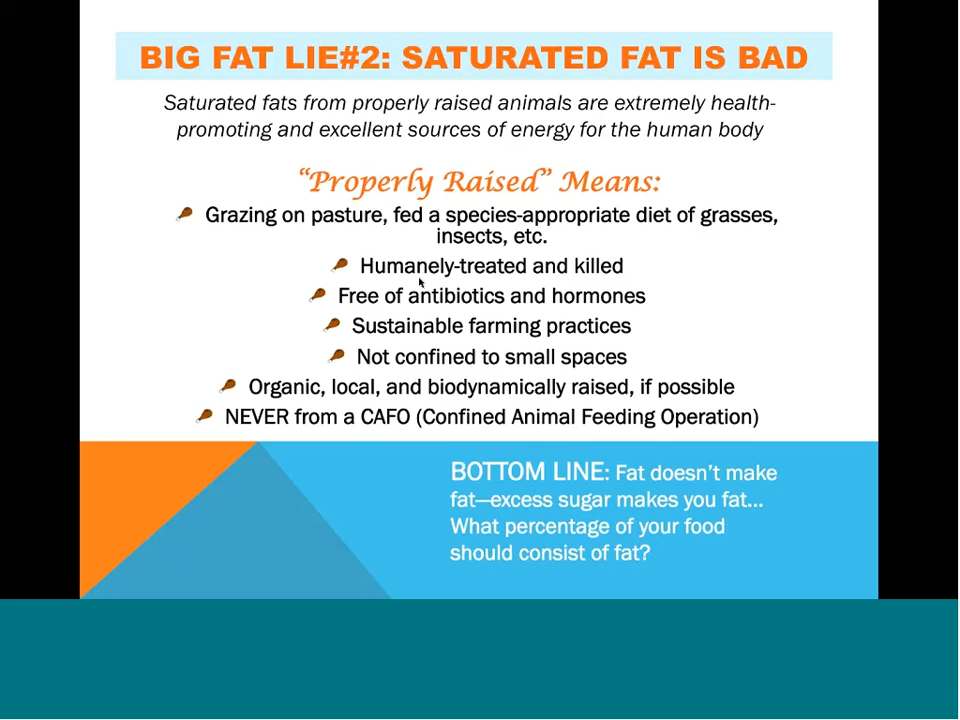 BIG FAT LIE#2: SATURATED FAT IS BAD
Saturated fats from properly raised animals are extremely health-
promoting and excellent sources of energy for the human body
“Properly Raised” Means:
Grazing on pasture, fed a species-appropriate diet of grasses,
insects, etc.
Humanely-treated and killed
Free of antibiotics and hormones
Sustainable farming practices
Not confined to small spaces
Organic, local, and biodynamically raised, if possible
NEVER from a CAFO (Confined Animal Feeding Operation)
BOTTOM LINE: Fat doesn’t make
fat—excess sugar makes you fat...
What percentage of your food
should consist of fat?